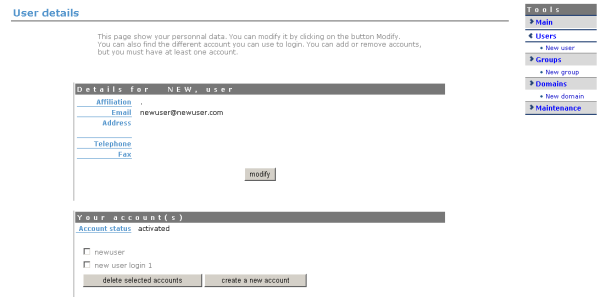 User details
This page show your personnal data. You can modify it by clicking on the button Modify.
You can also find the different account you can use to login. You can add or remove accounts,
but you must have at least one account.
Details for NEW, user
Affiliation .
Email newuser@newuser.com
Address
Telephone
Fax
modify
Your account(s)
Account status activated
newuser
new user login 1
delete selected accounts create a new account
Tools
Main
Users
• New user
Groups
• New group
Domains
• New domain
Maintenance